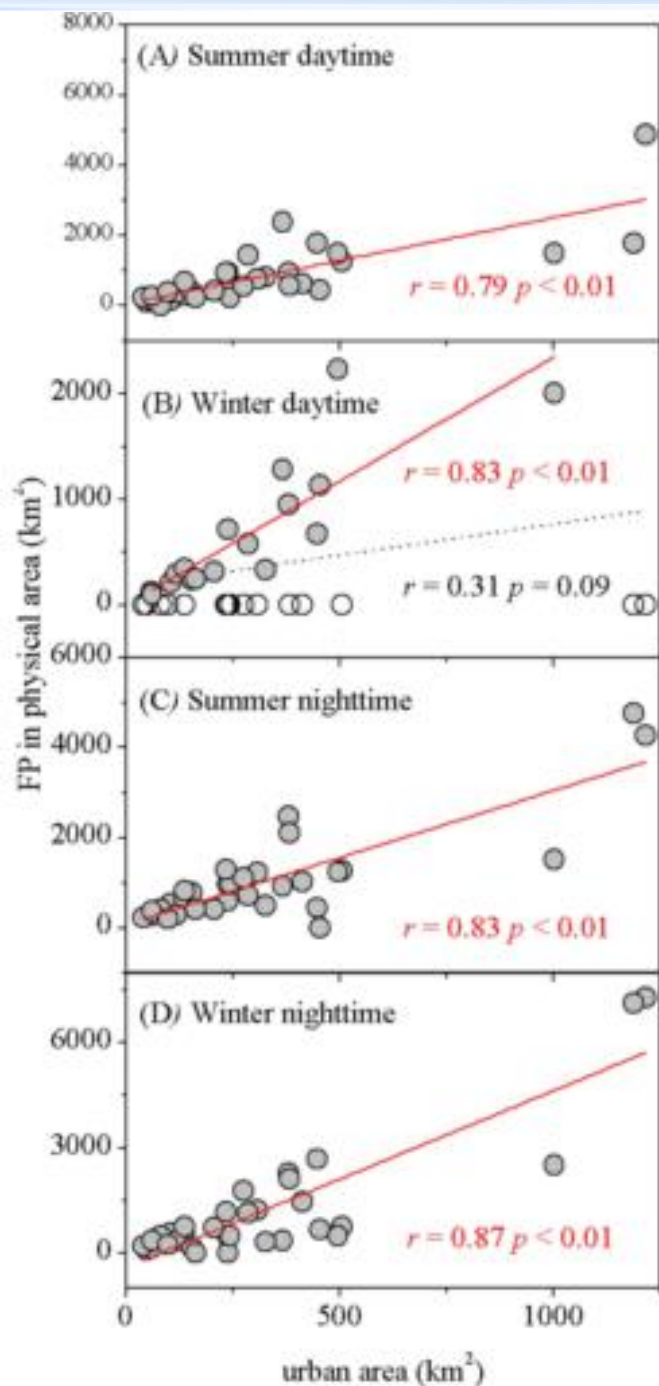 8000
(A) Summer daytime
6000
4000
2000
r = 0.79 p < 0.01
0
(B) Winter daytime
2000
r = 0.83 p < 0.01
1000
r = 0.31 p = 0.09
0
FP in physical area (km²)
6000
(C) Summer nighttime
4000
2000
r = 0.83 p < 0.01
0
(D) Winter nighttime
6000
3000
r = 0.87 p < 0.01
0
0 500 1000
urban area (km²)